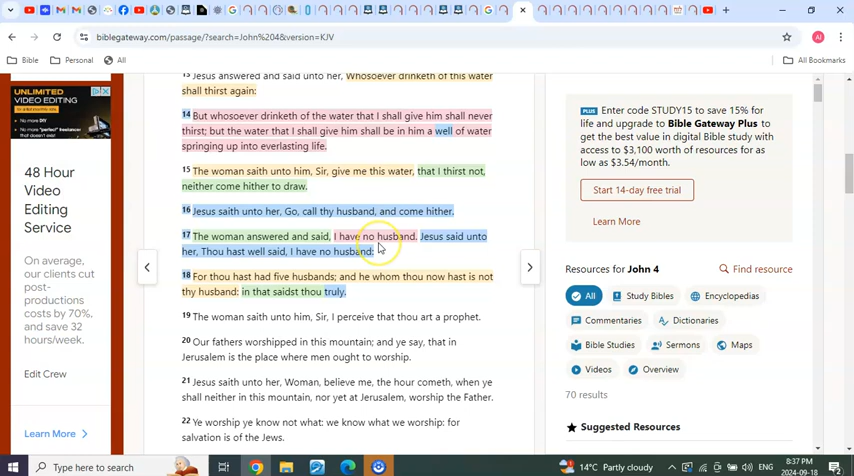 biblegateway.com/passage/?search=John%204&version=KJV
Bible
Personal
All
All Bookmarks
13 Jesus answered and said unto her, Whosoever drinketh of this water
shall thirst again:
14 But whosoever drinketh of the water that I shall give him shall never
thirst; but the water that I shall give him shall be in him a well of water
springing up into everlasting life.
15 The woman saith unto him, Sir, give me this water, that I thirst not,
neither come hither to draw.
16 Jesus saith unto her, Go, call thy husband, and come hither.
17 The woman answered and said, I have no husband. Jesus said unto
her, Thou hast well said, I have no husband:
18 For thou hast had five husbands; and he whom thou now hast is not
thy husband: in that saidst thou truly.
19 The woman saith unto him, Sir, I perceive that thou art a prophet.
20 Our fathers worshipped in this mountain; and ye say, that in
Jerusalem is the place where men ought to worship.
21 Jesus saith unto her, Woman, believe me, the hour cometh, when ye
shall neither in this mountain, nor yet at Jerusalem, worship the Father.
22 Ye worship ye know not what: we know what we worship: for
salvation is of the Jews.
UNLIMITED
VIDEO EDITING
48 Hour
Video
Editing
Service
On average,
our clients cut
post-
productions
costs by 70%.
and save 32
hours/week.
Edit Crew
Learn More
PLUS Enter code STUDY15 to save 15% for
life and upgrade to Bible Gateway Plus to
get the best value in digital Bible study with
access to $3,100 worth of resources for as
low as $3.54/month.
Start 14-day free trial
Learn More
Resources for John 4
Find resource
All
Study Bibles
Encyclopedias
Commentaries
Dictionaries
Bible Studies
Sermons
Maps
Videos
Overview
70 results
Suggested Resources
Type here to search
14°C Partly cloudy
ENG
8:37 PM
2024-09-18